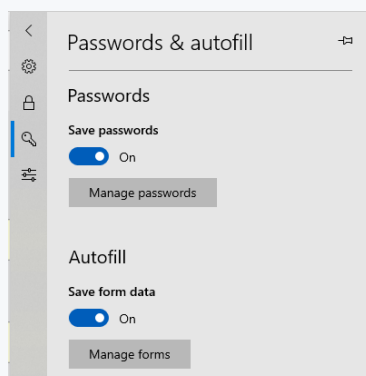 Passwords & autofill
Passwords
Save passwords
On
Manage passwords
Autofill
Save form data
On
Manage forms